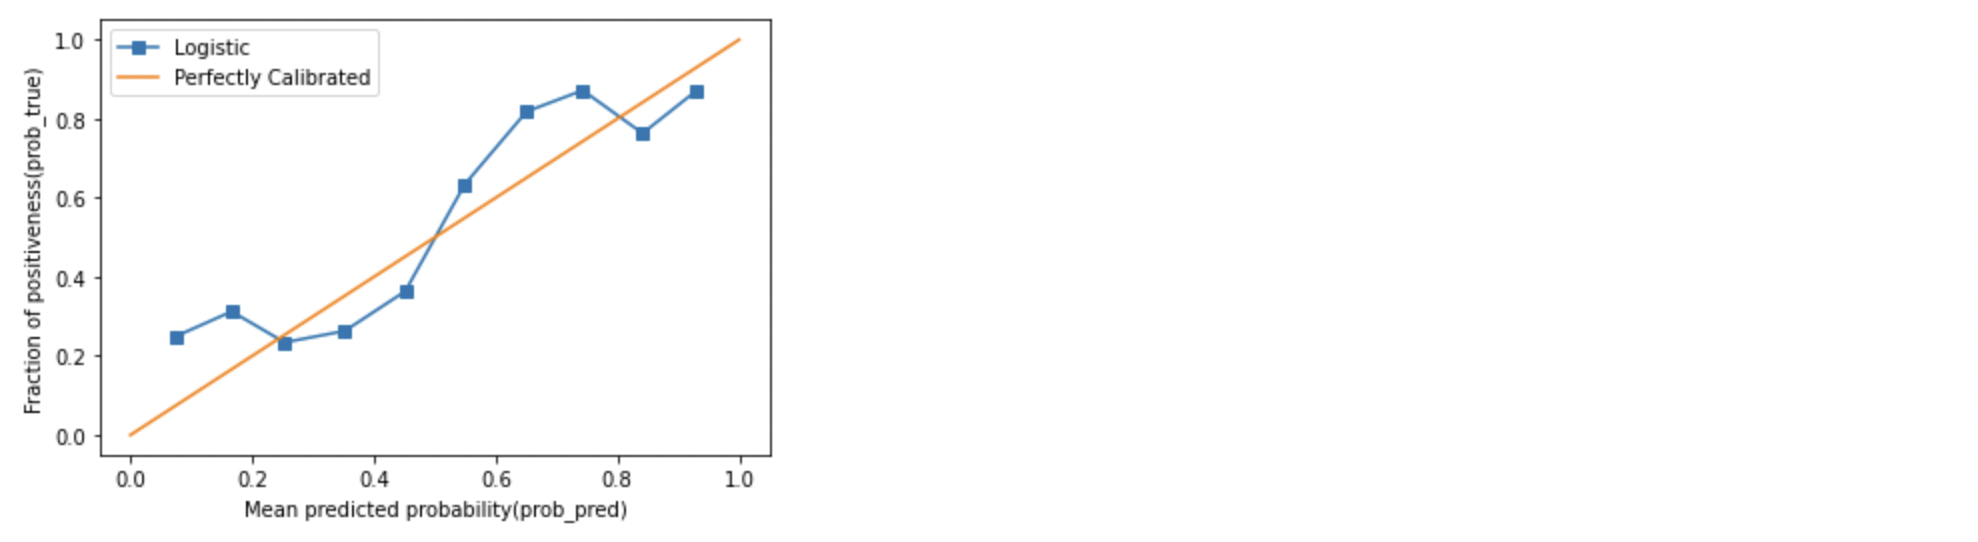 Logistic
Perfectly Calibrated
Fraction of positiveness(prob_true)
1.0
0.8
0.6
0.4
0.2
0.0
0.0 0.2 0.4 0.6 0.8 1.0
Mean predicted probability(prob_pred)